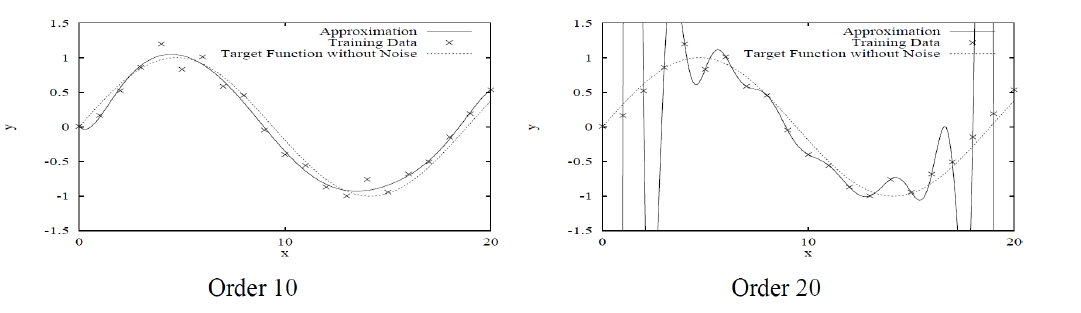 1.5
Approximation
Training Data
Target Function without Noise
1
0.5
0
-0.5
-1
-1.5
y
0
10
20
x
Order 10
1.5
Approximation
Training Data
Target Function without Noise
1
0.5
0
-0.5
-1
-1.5
y
0
10
20
x
Order 20